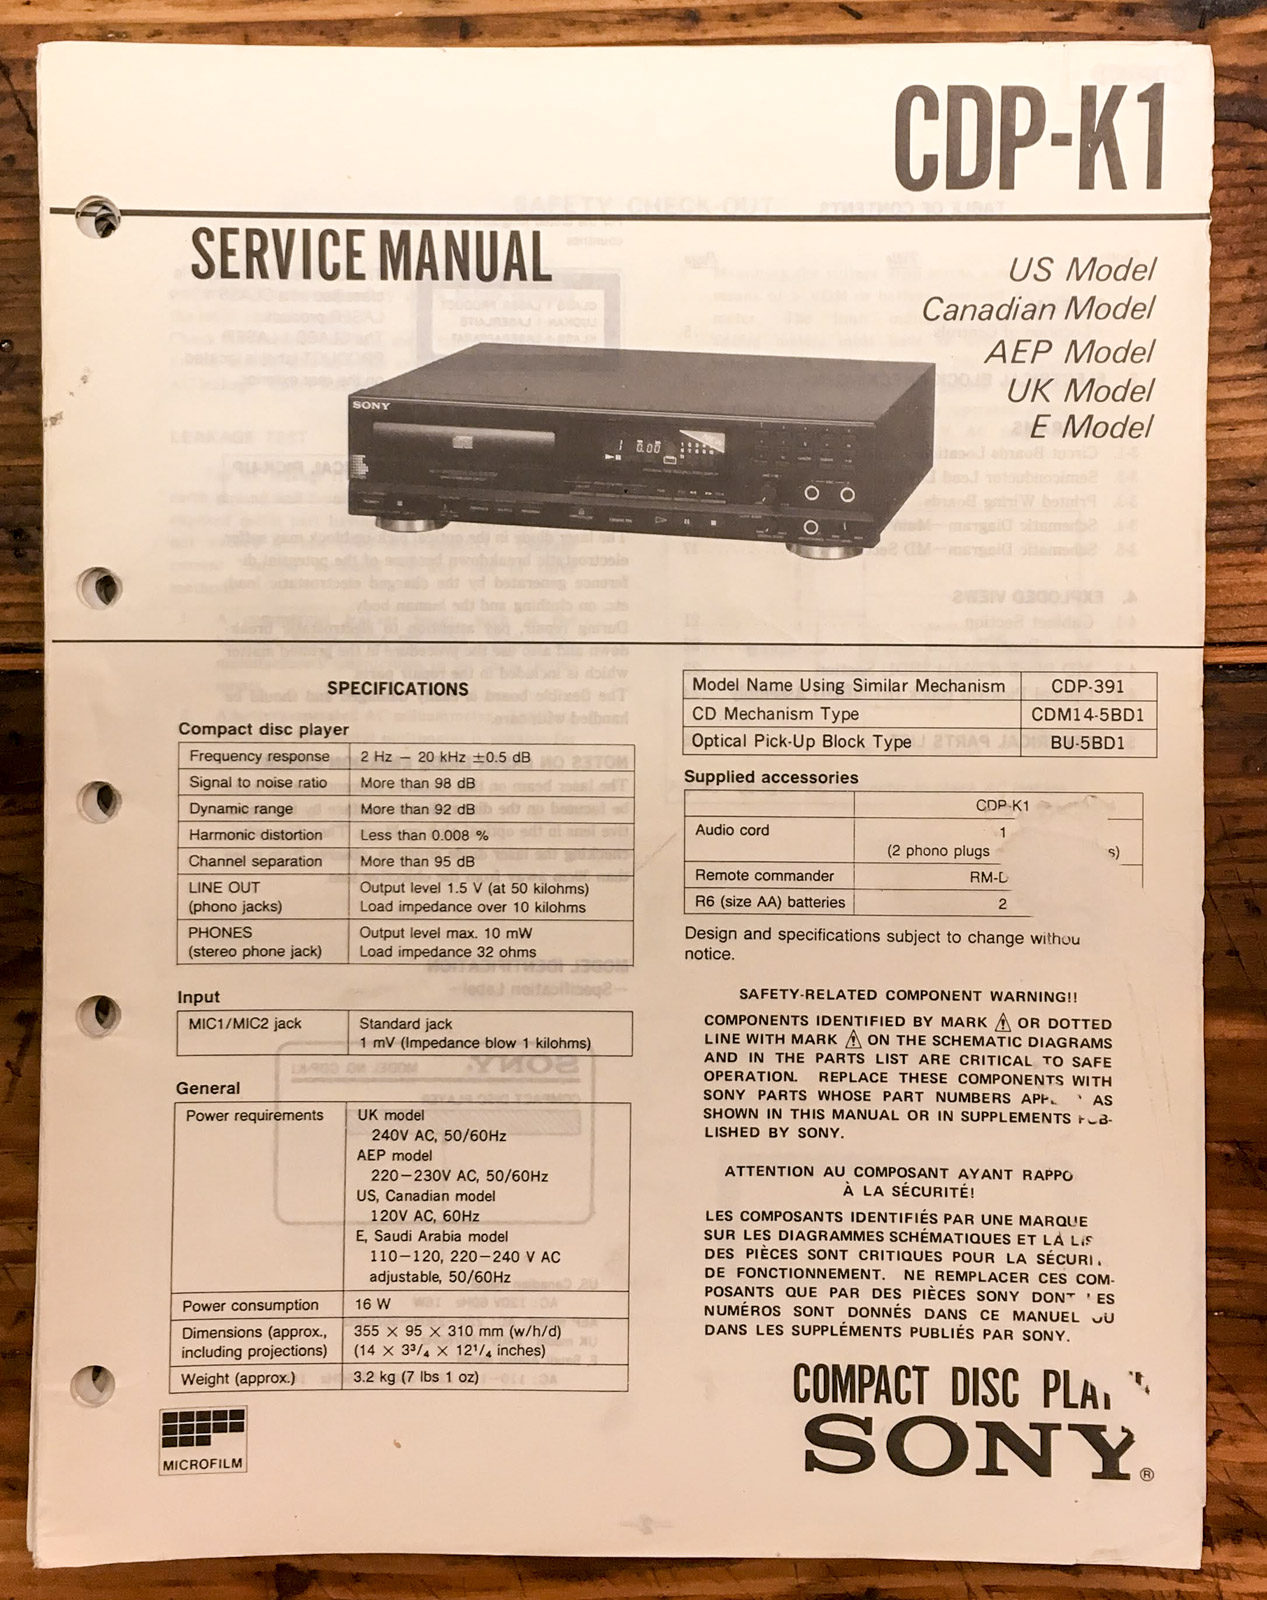 CDP-K1
SERVICE MANUAL
US Model
Canadian Model
AEP Model
UK Model
E Model
SONY
SPECIFICATIONS
Compact disc player
Frequency response 2 Hz – 20 kHz ±0.5 dB
Signal to noise ratio More than 98 dB
Dynamic range More than 92 dB
Harmonic distortion Less than 0.008 %
Channel separation More than 95 dB
LINE OUT Output level 1.5 V (at 50 kilohms)
(phono jacks) Load impedance over 10 kilohms
PHONES Output level max. 10 mW
(stereo phone jack) Load impedance 32 ohms
Input
MIC1/MIC2 jack Standard jack
1 mV (Impedance blow 1 kilohms)
General
Power requirements UK model
240V AC, 50/60Hz
AEP model
220–230V AC, 50/60Hz
US, Canadian model
120V AC, 60Hz
E, Saudi Arabia model
110–120, 220–240 V AC
adjustable, 50/60Hz
Power consumption 16 W
Dimensions (approx., 355 × 95 × 310 mm (w/h/d)
including projections) (14 × 3³/₄ × 12¹/₄ inches)
Weight (approx.) 3.2 kg (7 lbs 1 oz)
MICROFILM
Model Name Using Similar Mechanism CDP-391
CD Mechanism Type CDM14-5BD1
Optical Pick-Up Block Type BU-5BD1
Supplied accessories
CDP-K1
Audio cord 1
(2 phono plugs
Remote commander RM-
R6 (size AA) batteries 2
Design and specifications subject to change
notice.
SAFETY-RELATED COMPONENT WARNING!!
COMPONENTS IDENTIFIED BY MARK ⚠ OR DOTTED
LINE WITH MARK ⚠ ON THE SCHEMATIC DIAGRAMS
AND IN THE PARTS LIST ARE CRITICAL TO SAFE
OPERATION. REPLACE THESE COMPONENTS WITH
SONY PARTS WHOSE PART NUMBERS AS
SHOWN IN THIS MANUAL OR IN SUPPLEMENTS PUB-
LISHED BY SONY.
ATTENTION AU COMPOSANT AYANT RAPPO
À LA SÉCURITÉ!
LES COMPOSANTS IDENTIFIÉS PAR UNE MARQUE
SUR LES DIAGRAMMES SCHÉMATIQUES ET LA
DES PIÈCES SONT CRITIQUES POUR LA SÉCURI
DE FONCTIONNEMENT. NE REMPLACER CES COM-
POSANTS QUE PAR DES PIÈCES SONY DONT ES
NUMÉROS SONT DONNÉS DANS CE MANUEL OU
DANS LES SUPPLÉMENTS PUBLIÉS PAR SONY.
COMPACT DISC PLA
SONY®